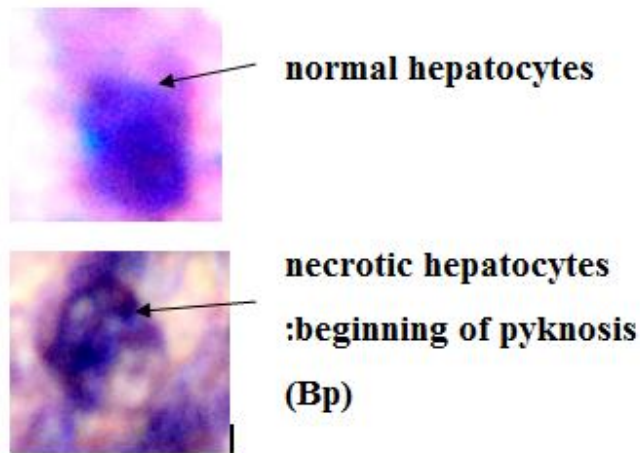 normal hepatocytes
necrotic hepatocytes
:beginning of pyknosis
(Bp)